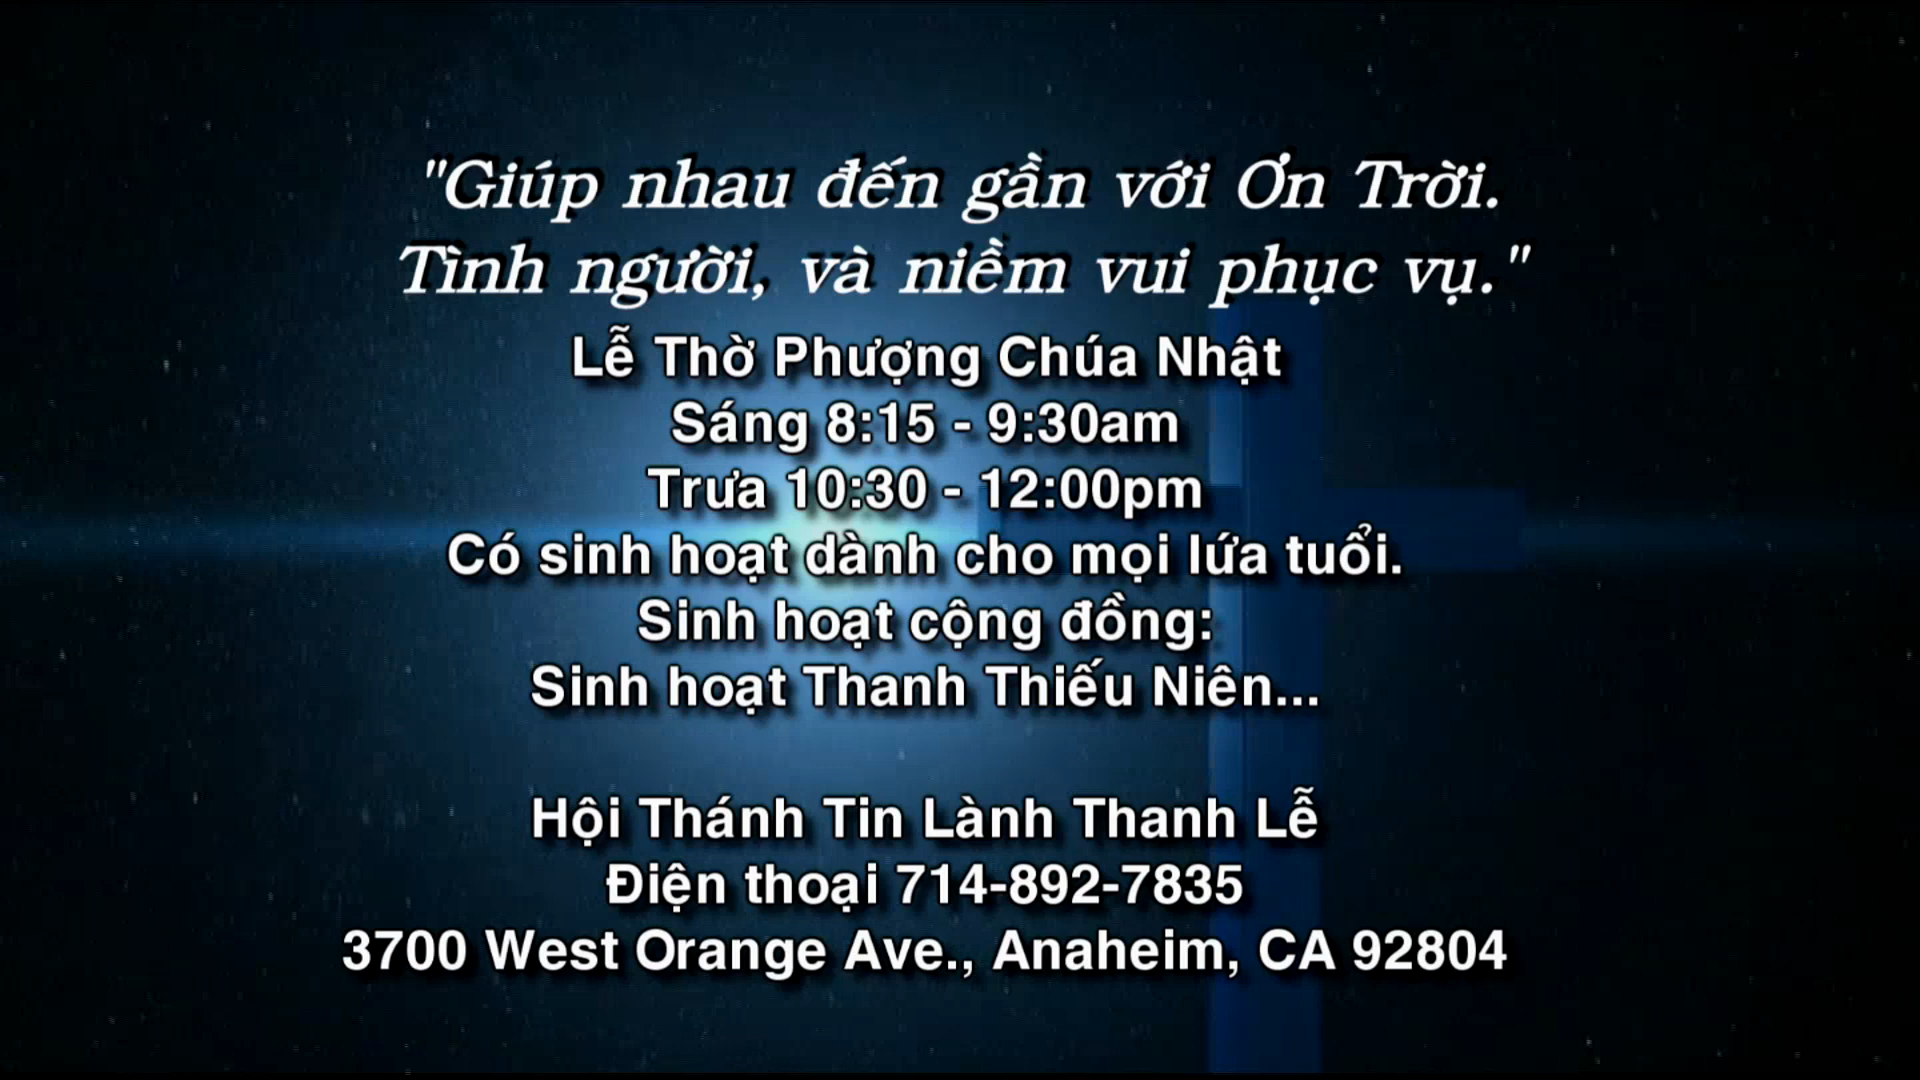 "Giúp nhau đến gần với Ơn Trời.
Tình người, và niềm vui phục vụ."
Lễ Thờ Phượng Chúa Nhật
Sáng 8:15 - 9:30am
Trưa 10:30 - 12:00pm
Có sinh hoạt dành cho mọi lứa tuổi.
Sinh hoạt cộng đồng:
Sinh hoạt Thanh Thiếu Niên...
Hội Thánh Tin Lành Thanh Lễ
Điện thoại 714-892-7835
3700 West Orange Ave., Anaheim, CA 92804